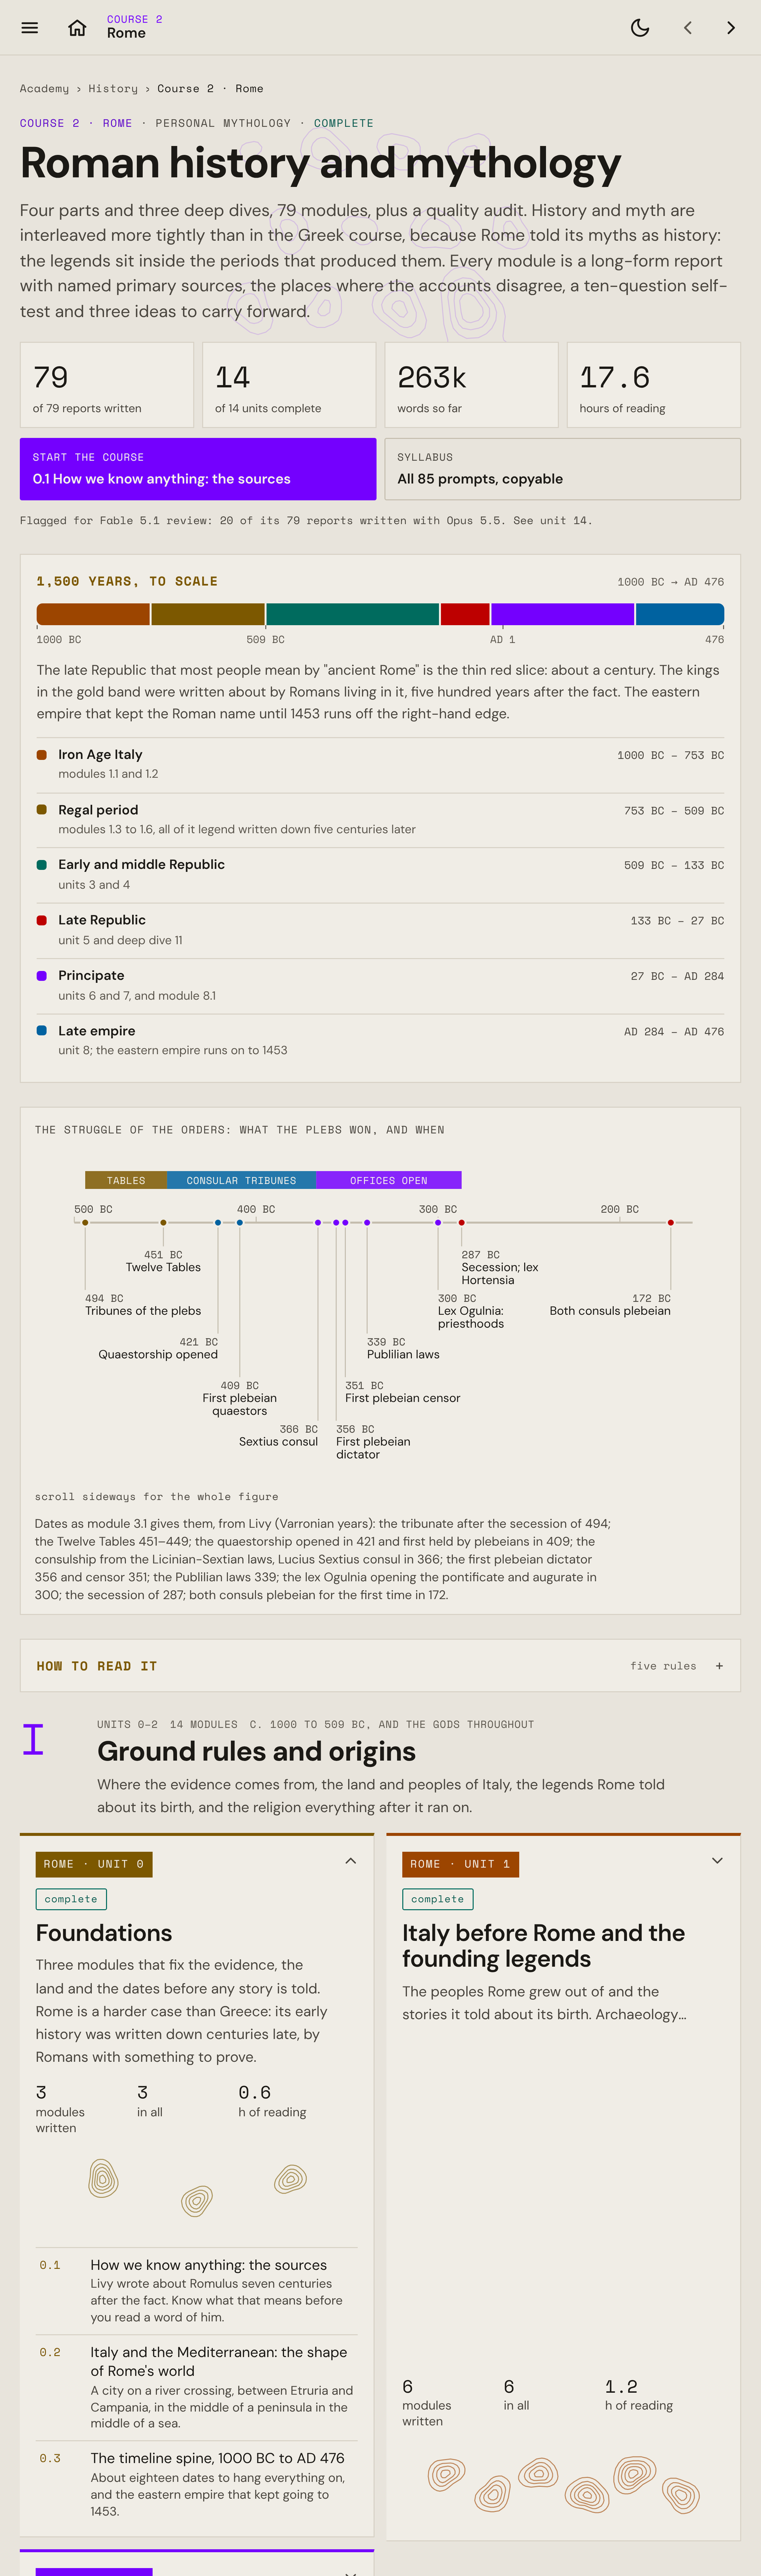 COURSE 2
Rome
Academy › History › Course 2 · Rome
COURSE 2 · ROME · PERSONAL MYTHOLOGY · COMPLETE
Roman history and mythology
Four parts and three deep dives, 79 modules, plus a quality audit. History and myth are
interleaved more tightly than in the Greek course, because Rome told its myths as history:
the legends sit inside the periods that produced them. Every module is a long-form report
with named primary sources, the places where the accounts disagree, a ten-question self-
test and three ideas to carry forward.
79
of 79 reports written
14
of 14 units complete
263k
words so far
17.6
hours of reading
START THE COURSE
0.1 How we know anything: the sources
SYLLABUS
All 85 prompts, copyable
Flagged for Fable 5.1 review: 20 of its 79 reports written with Opus 5.5. See unit 14.
1,500 YEARS, TO SCALE
1000 BC → AD 476
1000 BC
509 BC
AD 1
476
The late Republic that most people mean by "ancient Rome" is the thin red slice: about a century. The kings
in the gold band were written about by Romans living in it, five hundred years after the fact. The eastern
empire that kept the Roman name until 1453 runs off the right-hand edge.
Iron Age Italy
1000 BC – 753 BC
modules 1.1 and 1.2
Regal period
753 BC – 509 BC
modules 1.3 to 1.6, all of it legend written down five centuries later
Early and middle Republic
509 BC – 133 BC
units 3 and 4
Late Republic
133 BC – 27 BC
unit 5 and deep dive 11
Principate
27 BC – AD 284
units 6 and 7, and module 8.1
Late empire
AD 284 – AD 476
unit 8; the eastern empire runs on to 1453
THE STRUGGLE OF THE ORDERS: WHAT THE PLEBS WON, AND WHEN
TABLES
CONSULAR TRIBUNES
OFFICES OPEN
500 BC
400 BC
300 BC
200 BC
451 BC
Twelve Tables
287 BC
Secession; lex
Hortensia
494 BC
Tribunes of the plebs
300 BC
Lex Ogulnia:
priesthoods
172 BC
Both consuls plebeian
421 BC
Quaestorship opened
339 BC
Publilian laws
409 BC
First plebeian
quaestors
351 BC
First plebeian censor
366 BC
Sextius consul
356 BC
First plebeian
dictator
scroll sideways for the whole figure
Dates as module 3.1 gives them, from Livy (Varronian years): the tribunate after the secession of 494;
the Twelve Tables 451–449; the quaestorship opened in 421 and first held by plebeians in 409; the
consulship from the Licinian-Sextian laws, Lucius Sextius consul in 366; the first plebeian dictator
356 and censor 351; the Publilian laws 339; the lex Ogulnia opening the pontificate and augurate in
300; the secession of 287; both consuls plebeian for the first time in 172.
HOW TO READ IT
five rules +
I
UNITS 0–2 14 MODULES C. 1000 TO 509 BC, AND THE GODS THROUGHOUT
Ground rules and origins
Where the evidence comes from, the land and peoples of Italy, the legends Rome told
about its birth, and the religion everything after it ran on.
ROME · UNIT 0
complete
Foundations
Three modules that fix the evidence, the
land and the dates before any story is told.
Rome is a harder case than Greece: its early
history was written down centuries late, by
Romans with something to prove.
3
modules
written
3
in all
0.6
h of reading
0.1
How we know anything: the sources
Livy wrote about Romulus seven centuries
after the fact. Know what that means before
you read a word of him.
0.2
Italy and the Mediterranean: the shape
of Rome's world
A city on a river crossing, between Etruria and
Campania, in the middle of a peninsula in the
middle of a sea.
0.3
The timeline spine, 1000 BC to AD 476
About eighteen dates to hang everything on,
and the eastern empire that kept going to
1453.
ROME · UNIT 1
complete
Italy before Rome and the
founding legends
The peoples Rome grew out of and the
stories it told about its birth. Archaeology…
6
modules
written
6
in all
1.2
h of reading